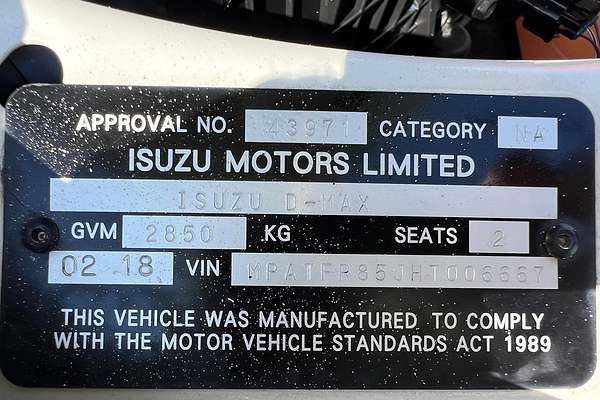 APPROVAL NO. 43971 CATEGORY NA
ISUZU MOTORS LIMITED
ISUZU D-MAX
GVM 2850 KG SEATS 2
02 18 VIN MPATFR85JHT006667
THIS VEHICLE WAS MANUFACTURED TO COMPLY
WITH THE MOTOR VEHICLE STANDARDS ACT 1989